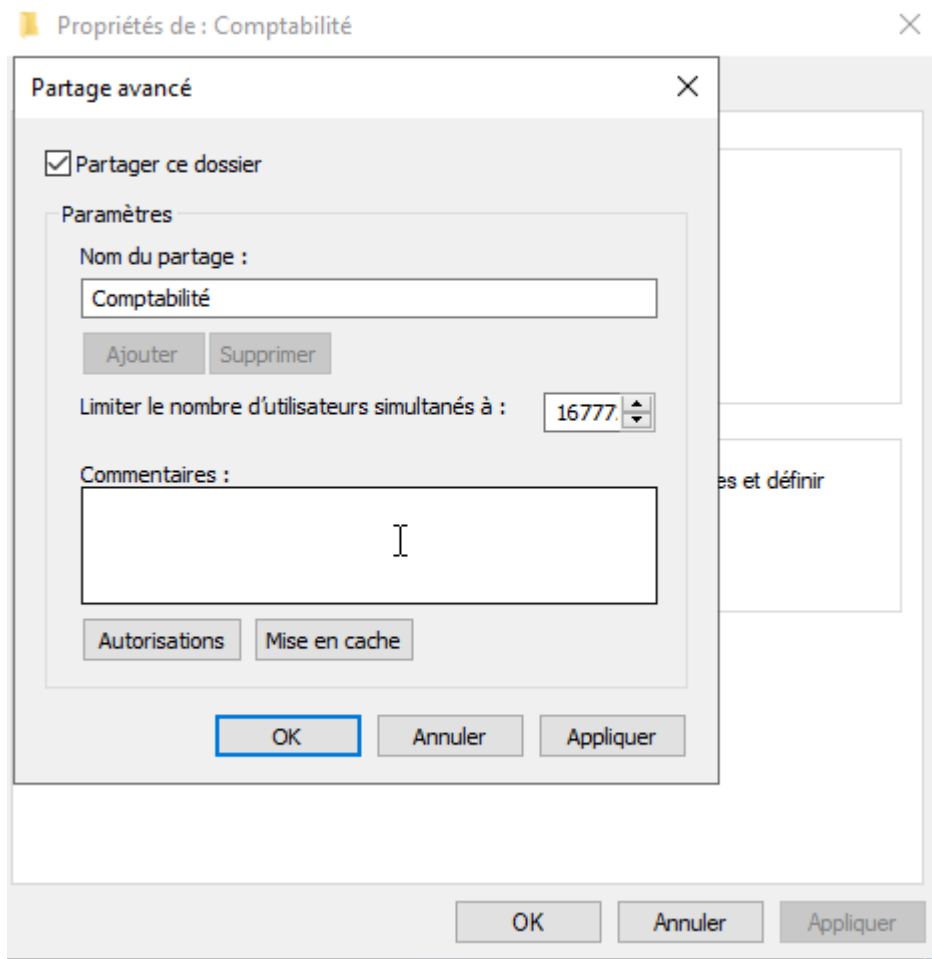 Propriétés de : Comptabilité
Partage avancé
Partager ce dossier
Paramètres
Nom du partage :
Comptabilité
Ajouter Supprimer
Limiter le nombre d'utilisateurs simultanés à : 16777
Commentaires :
es et définir
Autorisations Mise en cache
OK Annuler Appliquer
OK Annuler Appliquer